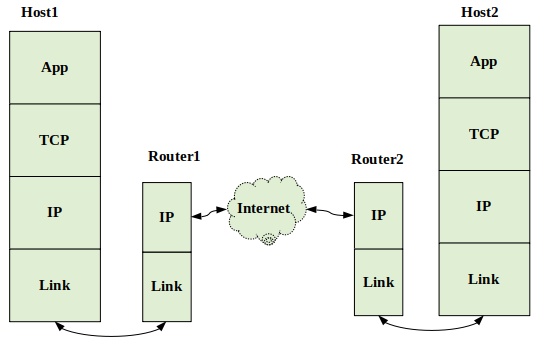 Host1
App
TCP
IP
Link
Router1
IP
Link
Internet
Router2
IP
Link
Host2
App
TCP
IP
Link